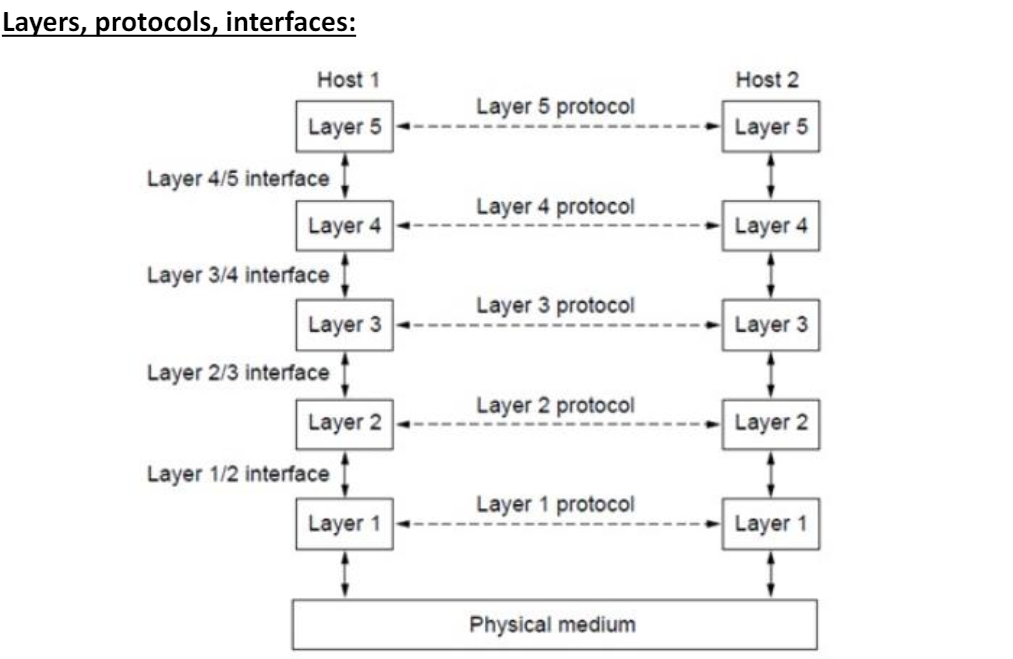 Layers, protocols, interfaces:
Host 1
Host 2
Layer 5 protocol
Layer 5
Layer 5
Layer 4/5 interface
Layer 4 protocol
Layer 4
Layer 4
Layer 3/4 interface
Layer 3 protocol
Layer 3
Layer 3
Layer 2/3 interface
Layer 2 protocol
Layer 2
Layer 2
Layer 1/2 interface
Layer 1 protocol
Layer 1
Layer 1
Physical medium